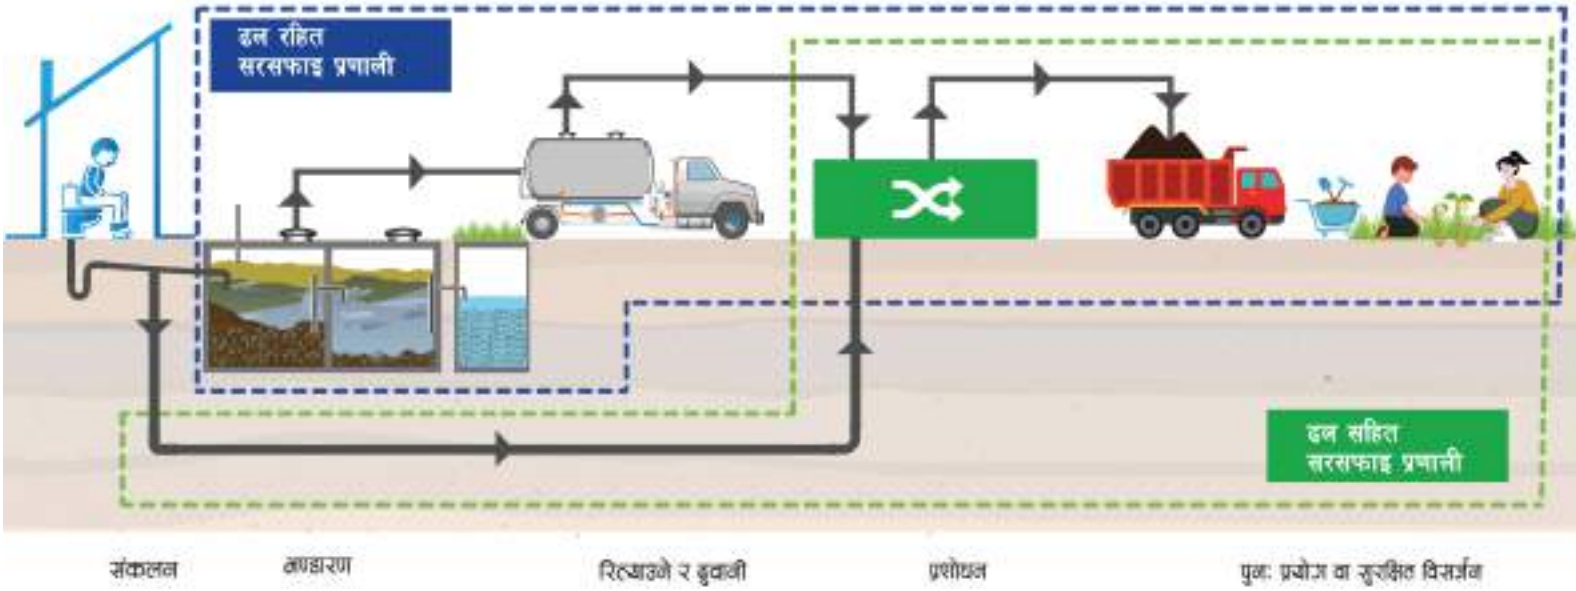 ढल रहित
सरसफाइ प्रणाली
ढल सहित
सरसफाइ प्रणाली
संकलन
भण्डारण
रित्याउने र ढुवानी
प्रशोधन
पुनः प्रयोग वा सुरक्षित विसर्जन